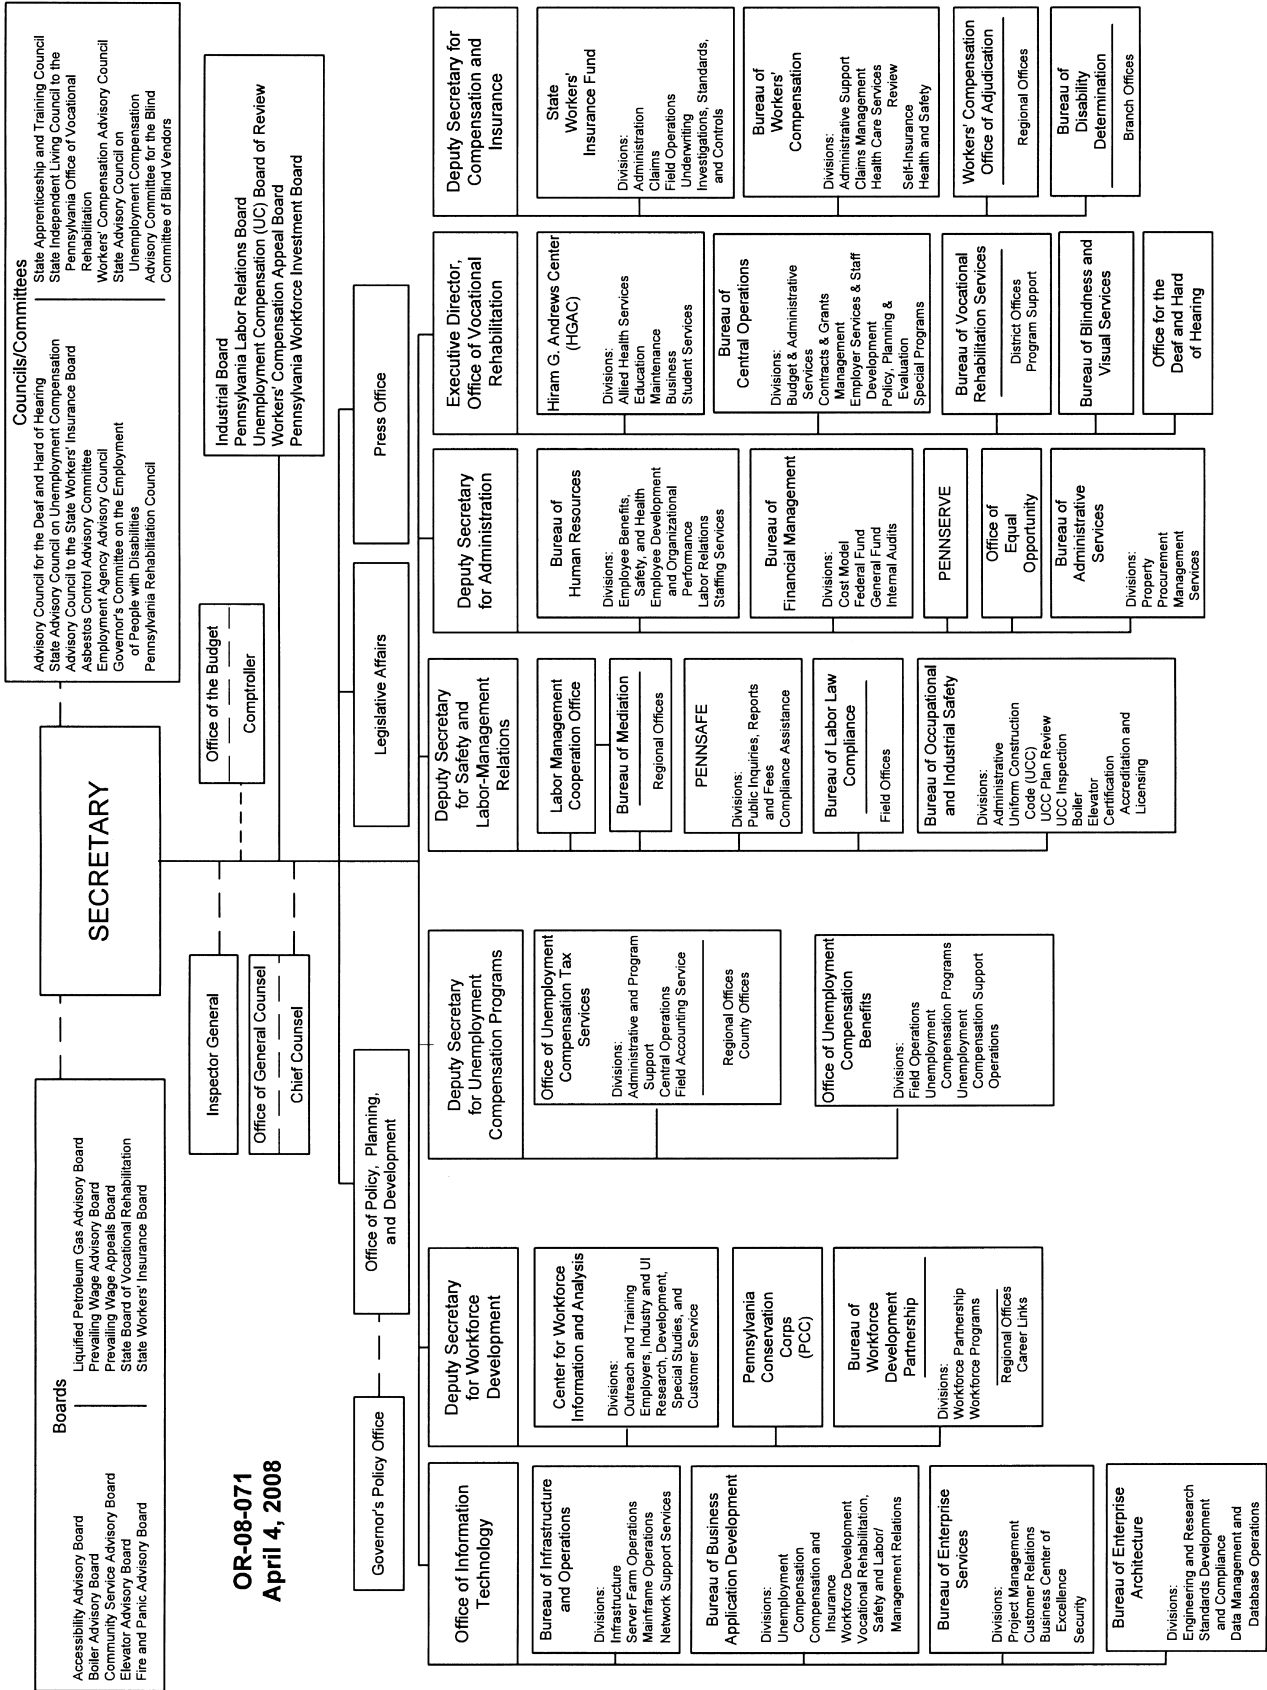 SECRETARY
Boards
Accessibility Advisory Board
Boiler Advisory Board
Community Service Advisory Board
Elevator Advisory Board
Fire and Panic Advisory Board
Liquified Petroleum Gas Advisory Board
Prevailing Wage Advisory Board
Prevailing Wage Appeals Board
State Board of Vocational Rehabilitation
State Workers' Insurance Board
Councils/Committees
Advisory Council for the Deaf and Hard of Hearing
State Advisory Council on Unemployment Compensation
Advisory Council to the State Workers' Insurance Board
Asbestos Control Advisory Committee
Employment Agency Advisory Council
Governor's Committee on the Employment
of People with Disabilities
Pennsylvania Rehabilitation Council
State Apprenticeship and Training Council
State Independent Living Council to the
Pennsylvania Office of Vocational
Rehabilitation
Workers' Compensation Advisory Council
State Advisory Council on
Unemployment Compensation
Advisory Committee for the Blind
Committee of Blind Vendors
OR-08-071
April 4, 2008
Inspector General
Office of General Counsel
Chief Counsel
Office of the Budget
Comptroller
Industrial Board
Pennsylvania Labor Relations Board
Unemployment Compensation (UC) Board of Review
Workers' Compensation Appeal Board
Pennsylvania Workforce Investment Board
Governor's Policy Office
Office of Policy, Planning,
and Development
Legislative Affairs
Press Office
Office of Information
Technology
Bureau of Infrastructure
and Operations
Divisions:
Infrastructure
Server Farm Operations
Mainframe Operations
Network Support Services
Bureau of Business
Application Development
Divisions:
Unemployment
Compensation
Compensation and
Insurance
Workforce Development
Vocational Rehabilitation,
Safety and Labor/
Management Relations
Bureau of Enterprise
Services
Divisions:
Project Management
Customer Relations
Business Center of
Excellence
Security
Bureau of Enterprise
Architecture
Divisions:
Engineering and Research
Standards Development
and Compliance
Data Management and
Database Operations
Deputy Secretary
for Workforce
Development
Center for Workforce
Information and Analysis
Divisions:
Outreach and Training
Employers, Industry and UI
Research, Development,
Special Studies, and
Customer Service
Pennsylvania
Conservation
Corps
(PCC)
Bureau of
Workforce
Development
Partnership
Divisions:
Workforce Partnership
Workforce Programs
Regional Offices
Career Links
Deputy Secretary
for Unemployment
Compensation Programs
Office of Unemployment
Compensation Tax
Services
Divisions:
Administrative and Program
Support
Central Operations
Field Accounting Service
Regional Offices
County Offices
Office of Unemployment
Compensation
Benefits
Divisions:
Field Operations
Unemployment
Compensation Programs
Unemployment
Compensation Support
Operations
Deputy Secretary
for Safety and
Labor-Management
Relations
Labor Management
Cooperation Office
Bureau of Mediation
Regional Offices
PENNSAFE
Divisions:
Public Inquiries, Reports
and Fees
Compliance Assistance
Bureau of Labor Law
Compliance
Field Offices
Bureau of Occupational
and Industrial Safety
Divisions:
Administrative
Uniform Construction
Code (UCC)
UCC Plan Review
UCC Inspection
Boiler
Elevator
Certification
Accreditation and
Licensing
Deputy Secretary
for Administration
Bureau of
Human Resources
Divisions:
Employee Benefits,
Safety, and Health
Employee Development
and Organizational
Performance
Labor Relations
Staffing Services
Bureau of
Financial Management
Divisions:
Cost Model
Federal Fund
General Fund
Internal Audits
PENNSERVE
Office of
Equal
Opportunity
Bureau of
Administrative
Services
Divisions:
Property
Procurement
Management
Services
Executive Director,
Office of Vocational
Rehabilitation
Hiram G. Andrews Center
(HGAC)
Divisions:
Allied Health Services
Education
Maintenance
Business
Student Services
Bureau of
Central Operations
Divisions:
Budget & Administrative
Services
Contracts & Grants
Management
Employer Services & Staff
Development
Policy, Planning &
Evaluation
Special Programs
Bureau of Vocational
Rehabilitation Services
District Offices
Program Support
Bureau of Blindness and
Visual Services
Office for the
Deaf and Hard
of Hearing
Deputy Secretary for
Compensation and
Insurance
State
Workers'
Insurance Fund
Divisions:
Administration
Claims
Field Operations
Underwriting
Investigations, Standards,
and Controls
Bureau of
Workers'
Compensation
Divisions:
Administrative Support
Claims Management
Health Care Services
Review
Self-Insurance
Health and Safety
Workers' Compensation
Office of Adjudication
Regional Offices
Bureau of
Disability
Determination
Branch Offices